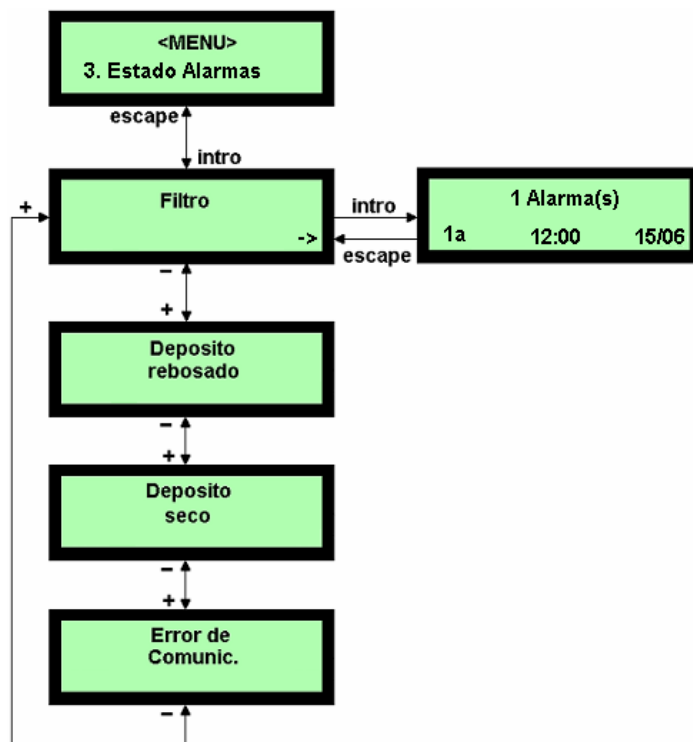 <MENU>
3. Estado Alarmas
escape
intro
+
Filtro
->
intro
escape
1 Alarma(s)
1a 12:00 15/06
−
+
Deposito
rebosado
−
+
Deposito
seco
−
+
Error de
Comunic.
−